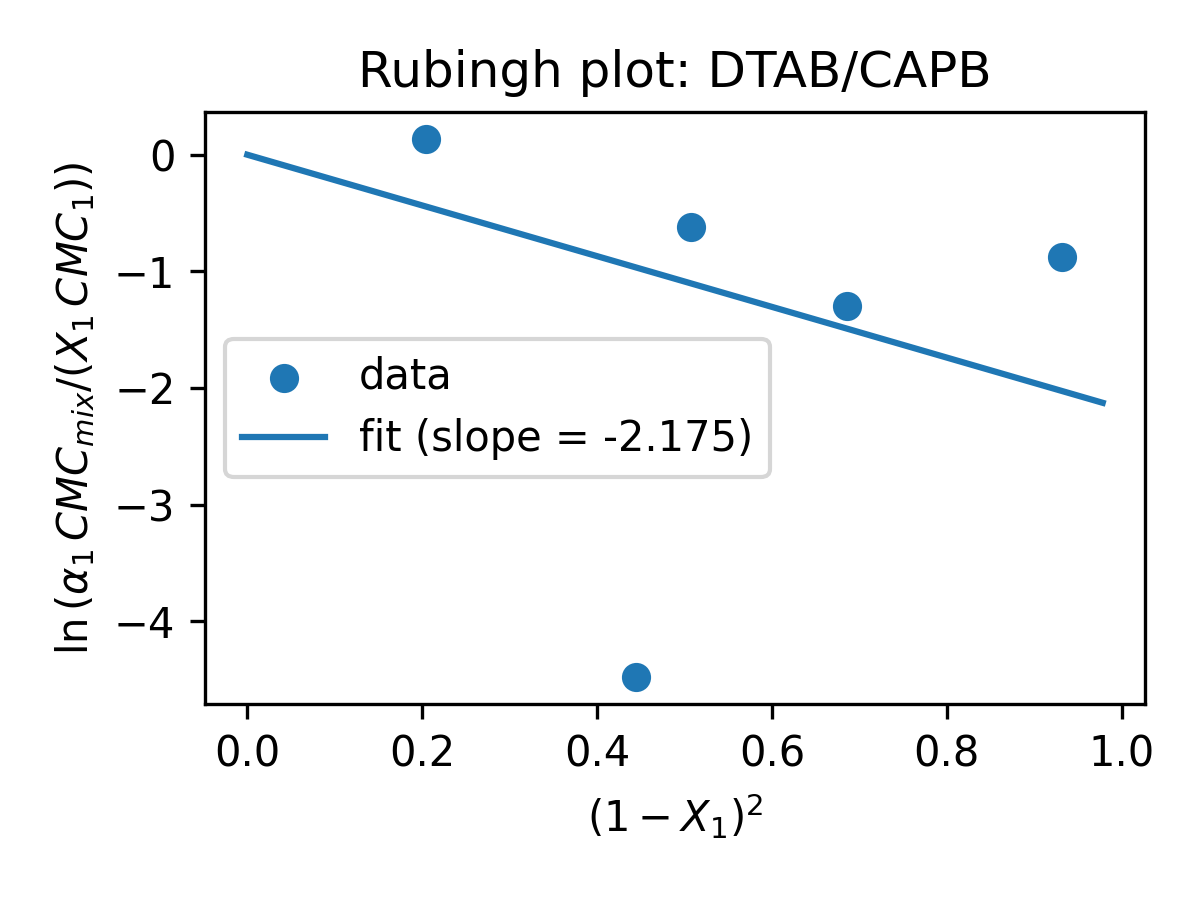 Rubingh plot: DTAB/CAPB
ln (α₁ CMCₘᵢₓ/(X₁ CMC₁))
0
−1
−2
−3
−4
data
fit (slope = -2.175)
0.0 0.2 0.4 0.6 0.8 1.0
(1 − X₁)²